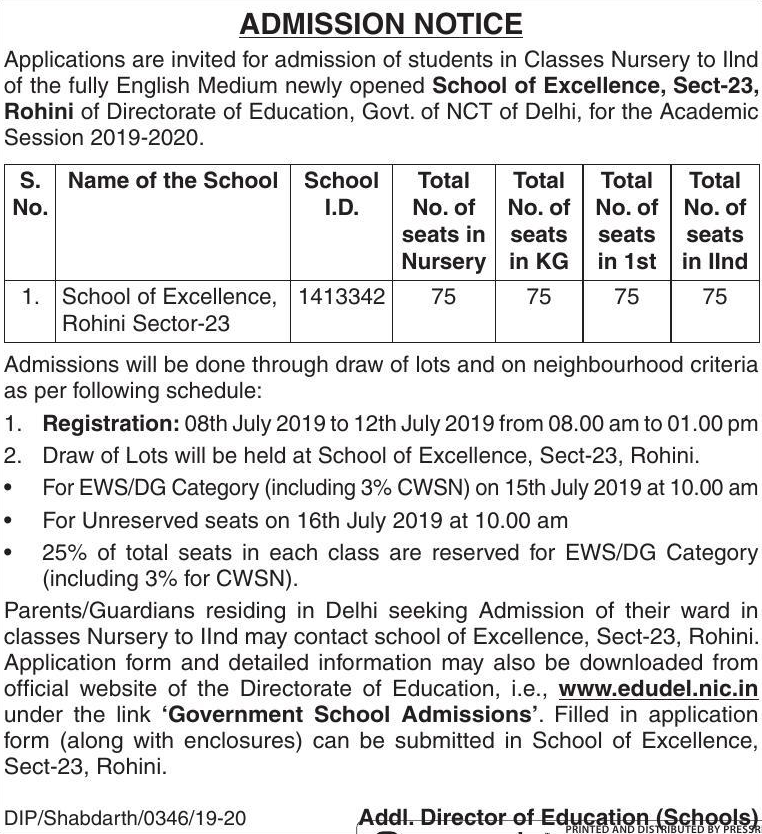 ADMISSION NOTICE
Applications are invited for admission of students in Classes Nursery to IInd
of the fully English Medium newly opened School of Excellence, Sect-23,
Rohini of Directorate of Education, Govt. of NCT of Delhi, for the Academic
Session 2019-2020.
S. No. Name of the School School I.D. Total No. of seats in Nursery Total No. of seats in KG Total No. of seats in 1st Total No. of seats in IInd
1. School of Excellence, Rohini Sector-23 1413342 75 75 75 75
Admissions will be done through draw of lots and on neighbourhood criteria
as per following schedule:
1. Registration: 08th July 2019 to 12th July 2019 from 08.00 am to 01.00 pm
2. Draw of Lots will be held at School of Excellence, Sect-23, Rohini.
• For EWS/DG Category (including 3% CWSN) on 15th July 2019 at 10.00 am
• For Unreserved seats on 16th July 2019 at 10.00 am
• 25% of total seats in each class are reserved for EWS/DG Category
(including 3% for CWSN).
Parents/Guardians residing in Delhi seeking Admission of their ward in
classes Nursery to IInd may contact school of Excellence, Sect-23, Rohini.
Application form and detailed information may also be downloaded from
official website of the Directorate of Education, i.e., www.edudel.nic.in
under the link ‘Government School Admissions’. Filled in application
form (along with enclosures) can be submitted in School of Excellence,
Sect-23, Rohini.
DIP/Shabdarth/0346/19-20 Addl. Director of Education (Schools)
PRINTED AND DISTRIBUTED BY PRESSR